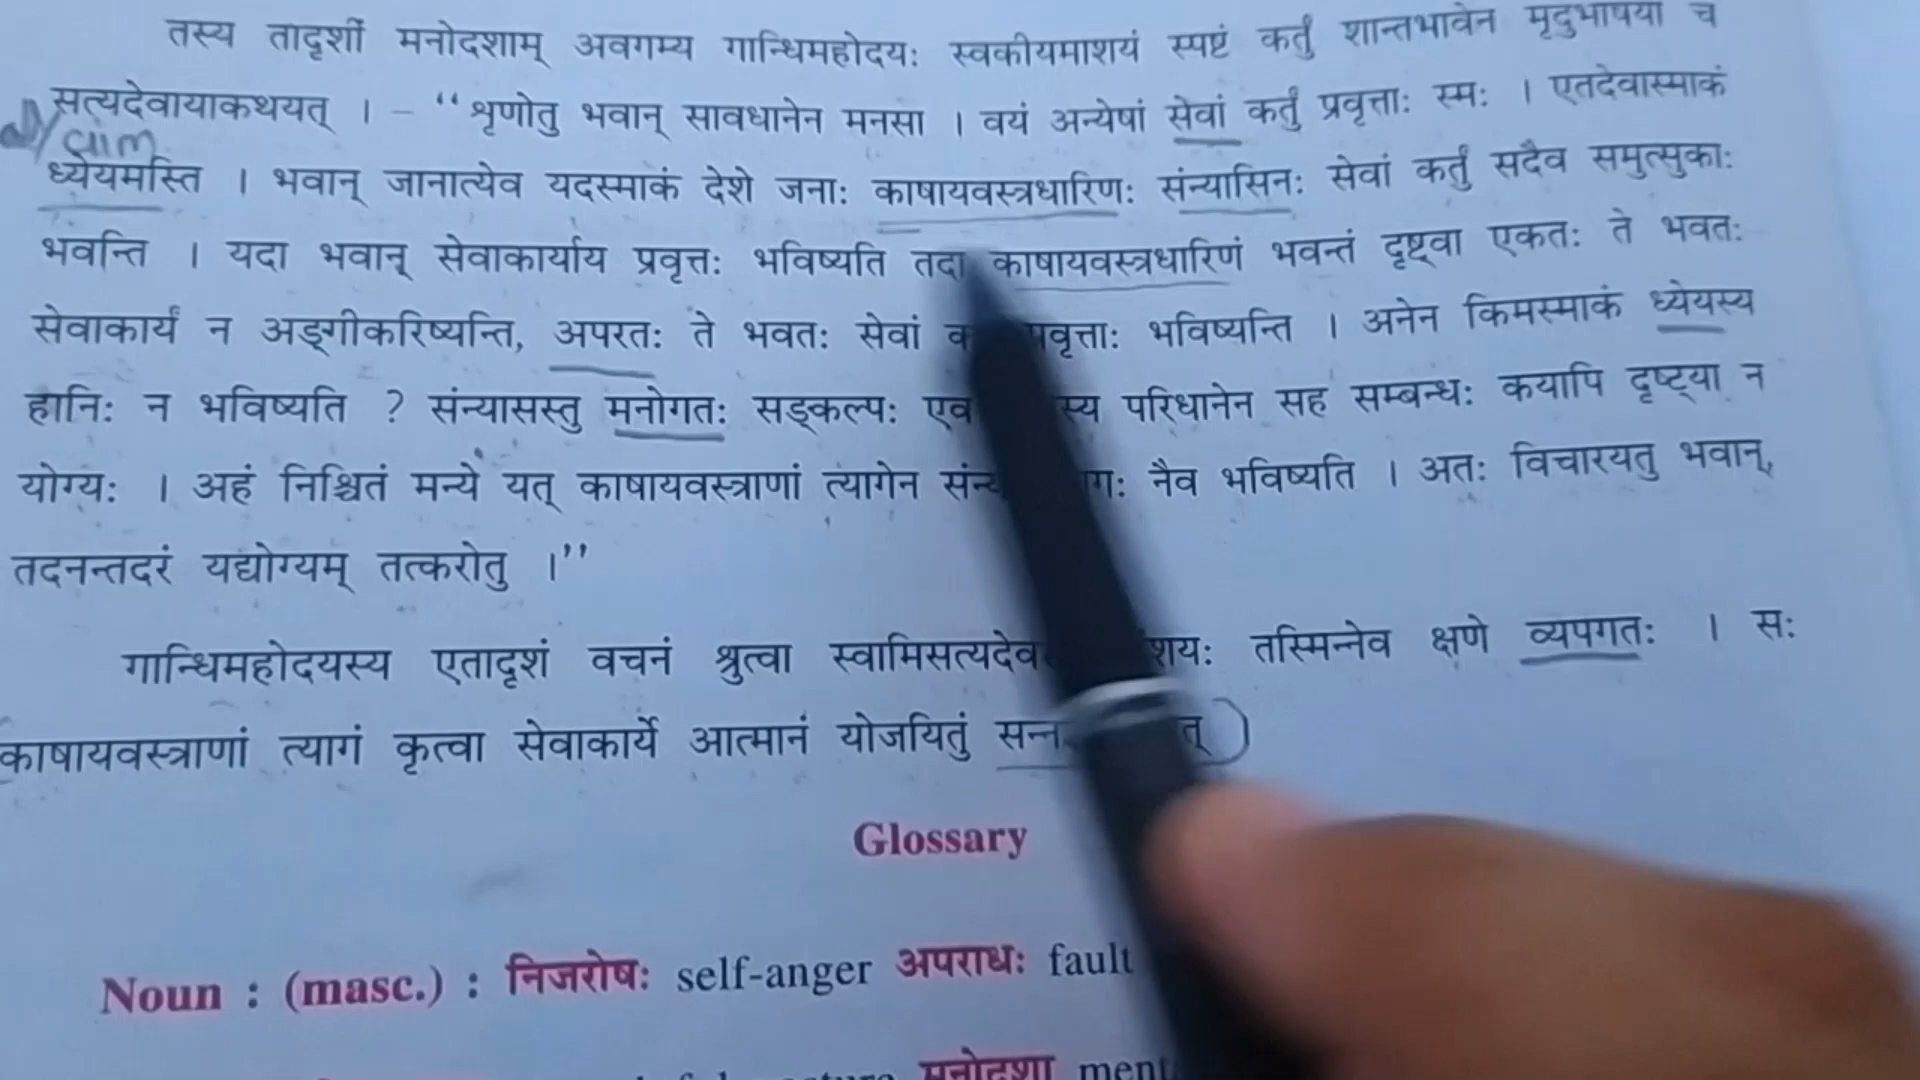 तस्य तादृशीं मनोदशाम् अवगम्य गान्धिमहोदयः स्वकीयमाशयं स्पष्टं कर्तुं शान्तभावेन मृदुभाषया च
सत्यदेवायाकथयत् । – “ श्रृणोतु भवान् सावधानेन मनसा । वयं अन्येषां सेवां कर्तुं प्रवृत्ताः स्मः । एतदेवास्माकं
aim
ध्येयमस्ति । भवान् जानात्येव यदस्माकं देशे जनाः काषायवस्त्रधारिणः संन्यासिनः सेवां कर्तुं सदैव समुत्सुकाः
भवन्ति । यदा भवान् सेवाकार्याय प्रवृत्तः भविष्यति तदा काषायवस्त्रधारिणं भवन्तं दृष्ट्वा एकतः ते भवतः
सेवाकार्यं न अङ्गीकरिष्यन्ति, अपरतः ते भवतः सेवां भविष्यन्ति । अनेन किमस्माकं ध्येयस्य
हानिः न भविष्यति ? संन्यासस्तु मनोगतः सङ्कल्पः एव परिधानेन सह सम्बन्धः कयापि दृष्ट्या न
योग्यः । अहं निश्चितं मन्ये यत् काषायवस्त्राणां त्यागेन नैव भविष्यति । अतः विचारयतु भवान्,
तदनन्तदरं यद्योग्यम् तत्करोतु ।”
गान्धिमहोदयस्य एतादृशं वचनं श्रुत्वा तस्मिन्नेव क्षणे व्यपगतः । सः
काषायवस्त्राणां त्यागं कृत्वा सेवाकार्ये आत्मानं योजयितुं
Glossary
Noun : (masc.) : निजरोषः self-anger अपराधः fault
मनोदशा